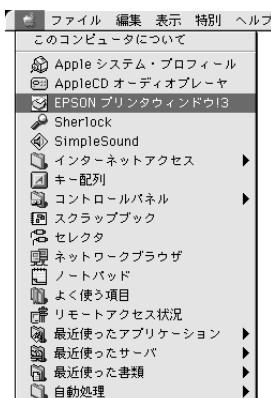 ファイル 編集 表示 特別 ヘルプ
このコンピュータについて
Apple システム・プロフィール
AppleCD オーディオプレーヤ
EPSON プリンタウィンドウ!3
Sherlock
SimpleSound
インターネットアクセス
キー配列
コントロールパネル
スクラップブック
セレクタ
ネットワークブラウザ
ノートパッド
よく使う項目
リモートアクセス状況
最近使ったアプリケーション
最近使ったサーバ
最近使った書類
自動処理